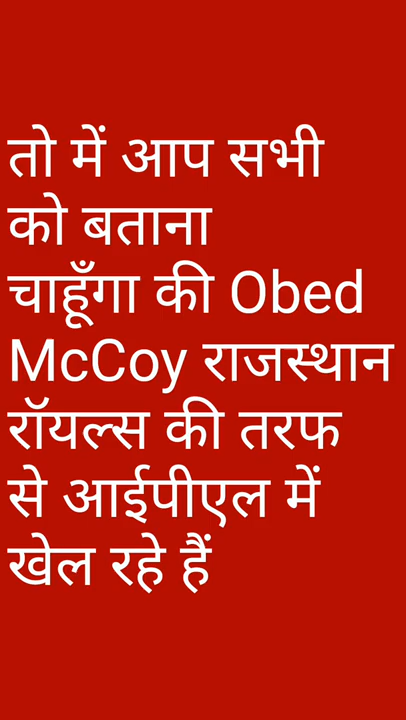 तो में आप सभी
को बताना
चाहूँगा की Obed
McCoy राजस्थान
रॉयल्स की तरफ
से आईपीएल में
खेल रहे हैं